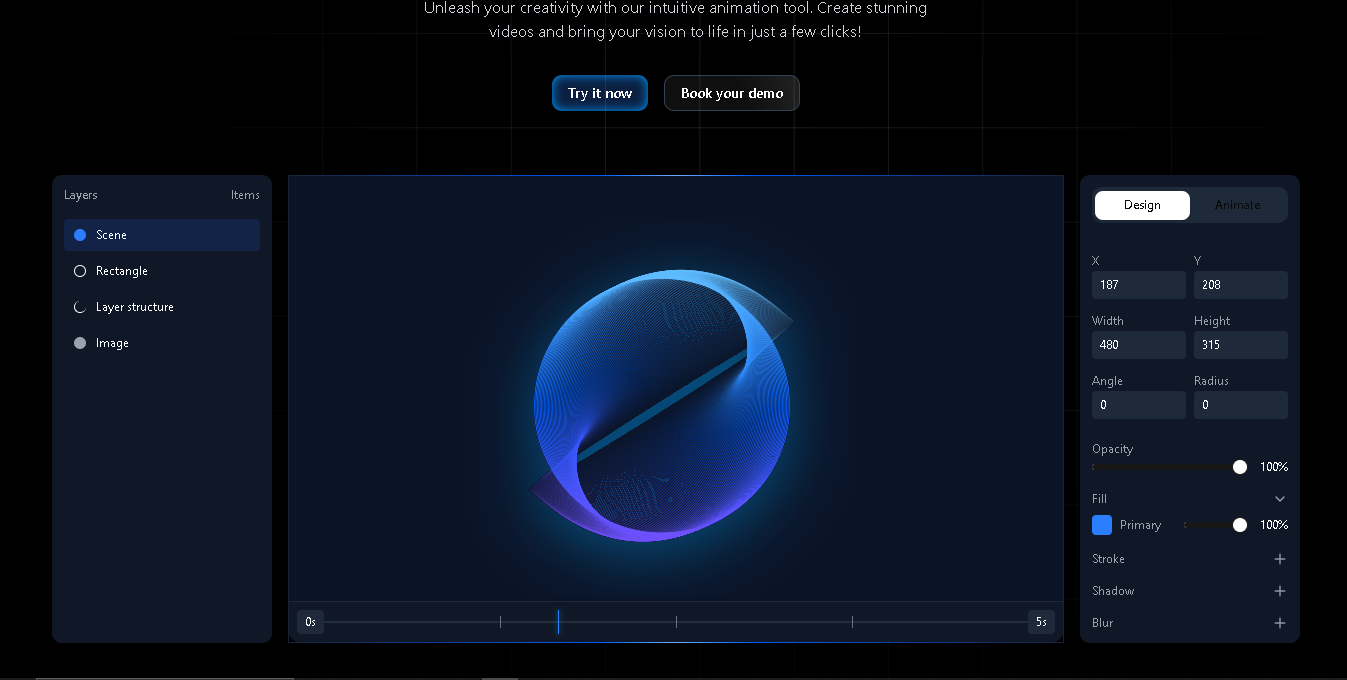 Unleash your creativity with our intuitive animation tool. Create stunning
videos and bring your vision to life in just a few clicks!
Try it now
Book your demo
Layers
Items
Scene
Rectangle
Layer structure
Image
0s
5s
Design
Animate
X
Y
187
208
Width
Height
480
315
Angle
Radius
0
0
Opacity
100%
Fill
Primary
100%
Stroke
Shadow
Blur